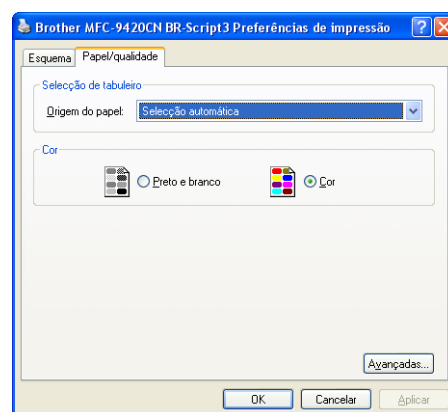 Brother MFC-9420CN BR-Script3 Preferências de impressão
Esquema Papel/qualidade
Selecção de tabuleiro
Origem do papel: Selecção automática
Cor
Preto e branco Cor
Avançadas...
OK Cancelar Aplicar